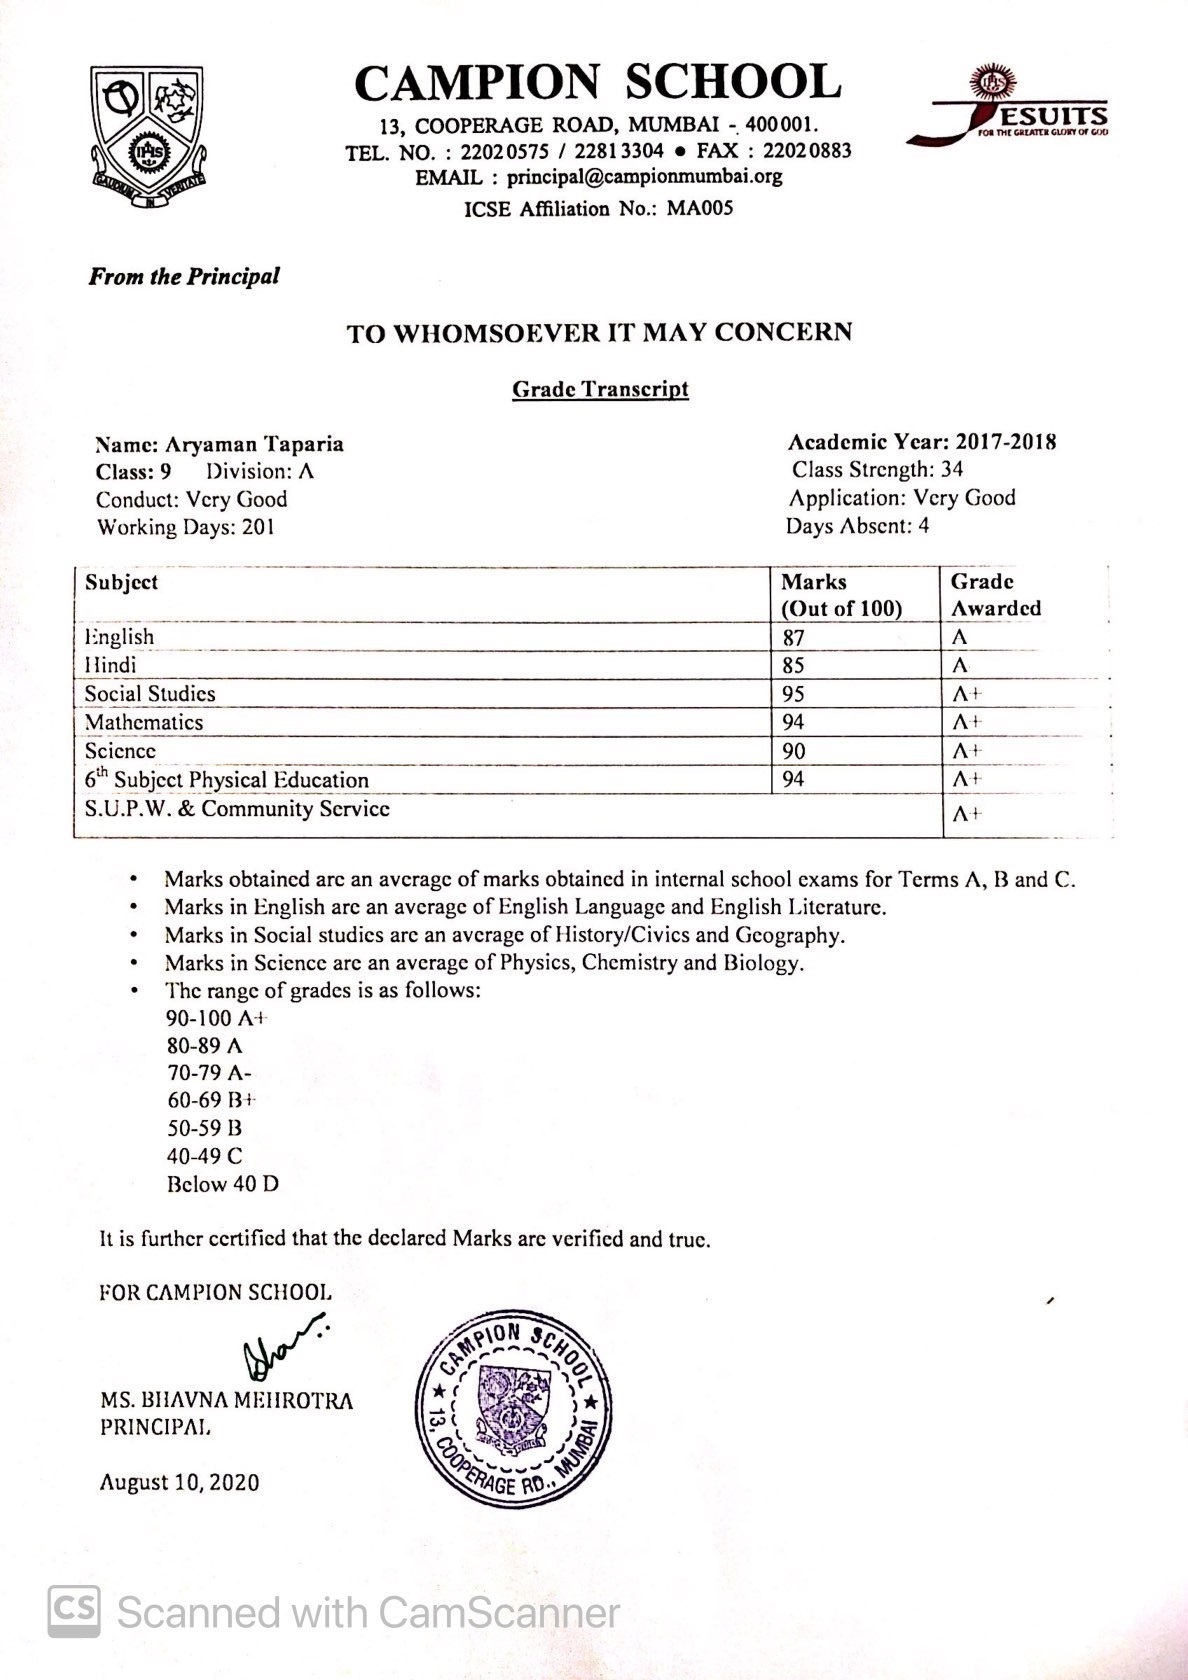 CAMPION SCHOOL
13, COOPERAGE ROAD, MUMBAI - 400001.
TEL. NO. : 22020575 / 22813304 ● FAX : 22020883
EMAIL : principal@campionmumbai.org
ICSE Affiliation No.: MA005
GAUDIUM IN VERITATE
IHS
JESUITS
FOR THE GREATER GLORY OF GOD
From the Principal
TO WHOMSOEVER IT MAY CONCERN
Grade Transcript
Name: Aryaman Taparia Academic Year: 2017-2018
Class: 9 Division: A Class Strength: 34
Conduct: Very Good Application: Very Good
Working Days: 201 Days Absent: 4
Subject Marks (Out of 100) Grade Awarded
English 87 A
Hindi 85 A
Social Studies 95 A+
Mathematics 94 A+
Science 90 A+
6th Subject Physical Education 94 A+
S.U.P.W. & Community Service A+
• Marks obtained are an average of marks obtained in internal school exams for Terms A, B and C.
• Marks in English are an average of English Language and English Literature.
• Marks in Social studies are an average of History/Civics and Geography.
• Marks in Science are an average of Physics, Chemistry and Biology.
• The range of grades is as follows:
90-100 A+
80-89 A
70-79 A-
60-69 B+
50-59 B
40-49 C
Below 40 D
It is further certified that the declared Marks are verified and true.
FOR CAMPION SCHOOL
MS. BHAVNA MEHROTRA
PRINCIPAL
August 10, 2020
★ CAMPION SCHOOL ★
13, COOPERAGE RD., MUMBAI
CS Scanned with CamScanner